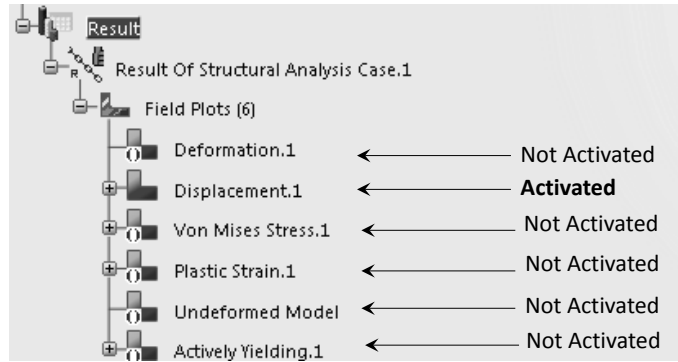 Result
Result Of Structural Analysis Case.1
Field Plots (6)
Deformation.1 Not Activated
Displacement.1 Activated
Von Mises Stress.1 Not Activated
Plastic Strain.1 Not Activated
Undeformed Model Not Activated
Actively Yielding.1 Not Activated